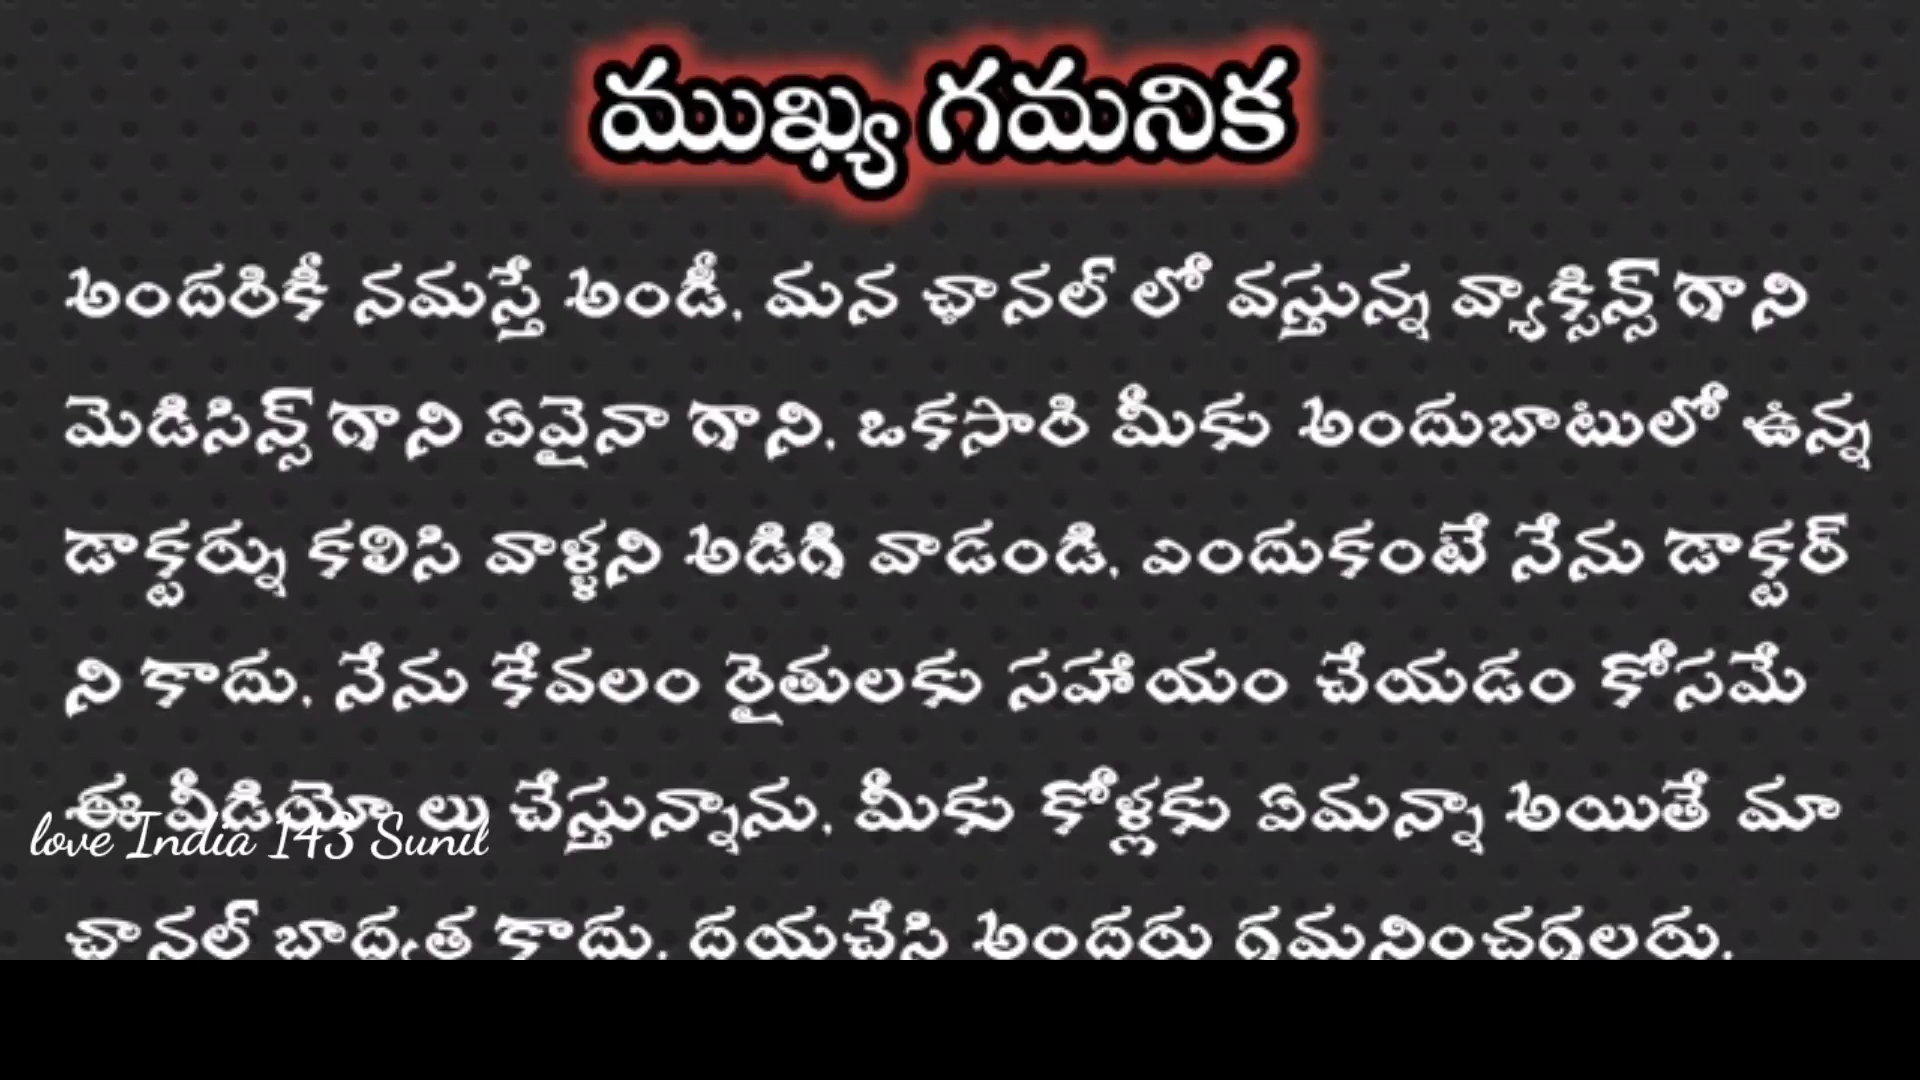 ముఖ్య గమనిక
అందరికీ నమస్తే అండీ, మన ఛానల్ లో వస్తున్న వ్యాక్సిన్స్ గాని
మెడిసిన్స్ గాని ఏవైనా గాని, ఒకసారి మీకు అందుబాటులో ఉన్న
డాక్టర్ను కలిసి వాళ్ళని అడిగి వాడండి, ఎందుకంటే నేను డాక్టర్
ని కాదు, నేను కేవలం రైతులకు సహాయం చేయడం కోసమే
ఈ వీడియో లు చేస్తున్నాను, మీకు కోళ్లకు ఏమన్నా అయితే మా
love India 143 Sunil
ఛానల్ బాధ్యత కాదు, దయచేసి అందరు గమనించగలరు.